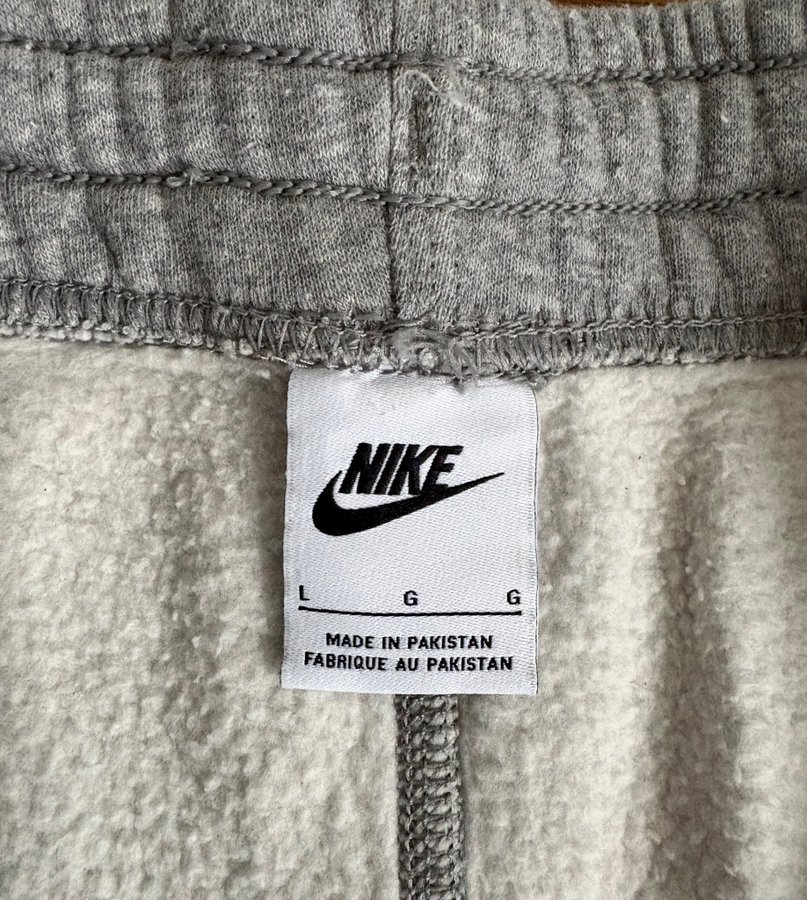 NIKE
L G G
MADE IN PAKISTAN
FABRIQUE AU PAKISTAN